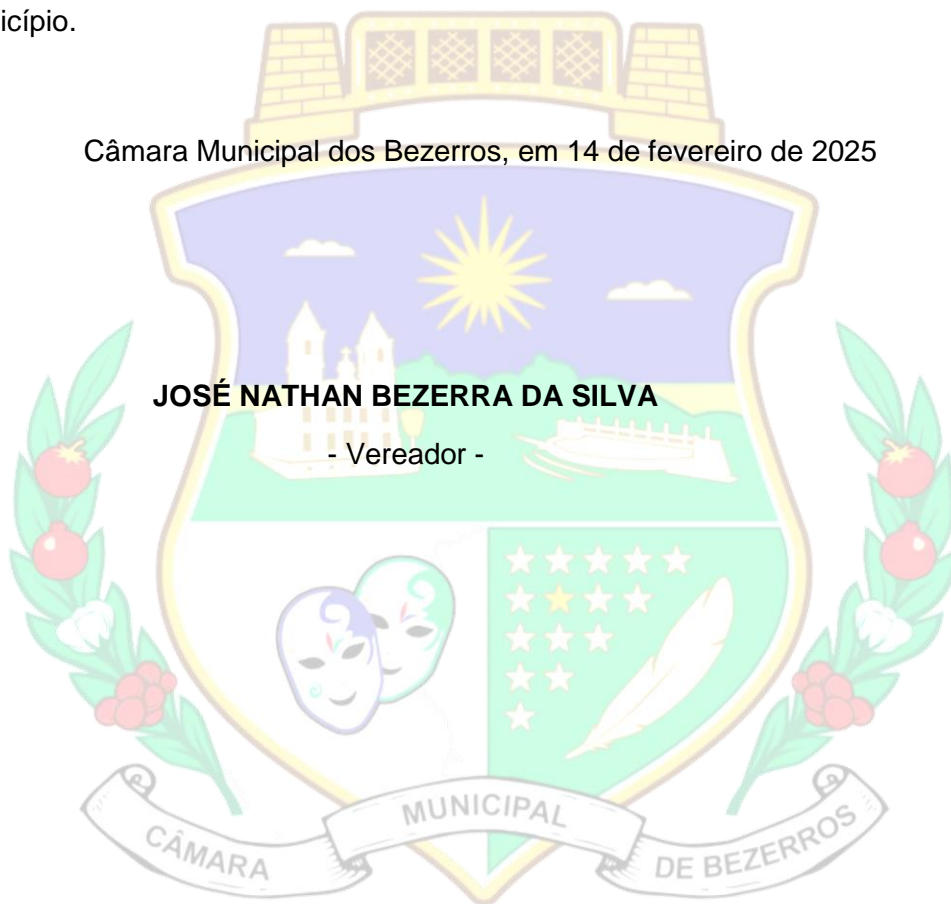 icípio.
Câmara Municipal dos Bezerros, em 14 de fevereiro de 2025
JOSÉ NATHAN BEZERRA DA SILVA
- Vereador -
CÂMARA
MUNICIPAL
DE BEZERROS